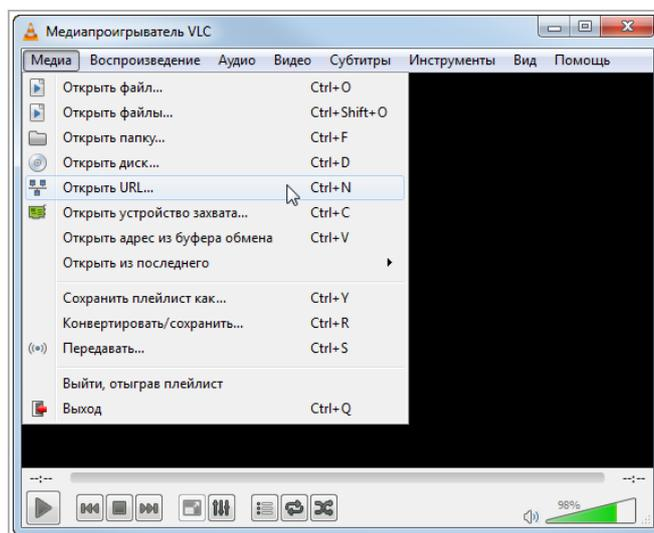 Медиапроигрыватель VLC
Медиа Воспроизведение Аудио Видео Субтитры Инструменты Вид Помощь
Открыть файл... Ctrl+O
Открыть файлы... Ctrl+Shift+O
Открыть папку... Ctrl+F
Открыть диск... Ctrl+D
Открыть URL... Ctrl+N
Открыть устройство захвата... Ctrl+C
Открыть адрес из буфера обмена Ctrl+V
Открыть из последнего
Сохранить плейлист как... Ctrl+Y
Конвертировать/сохранить... Ctrl+R
Передавать... Ctrl+S
Выйти, отыграв плейлист
Выход Ctrl+Q
--:-- --:--
98%